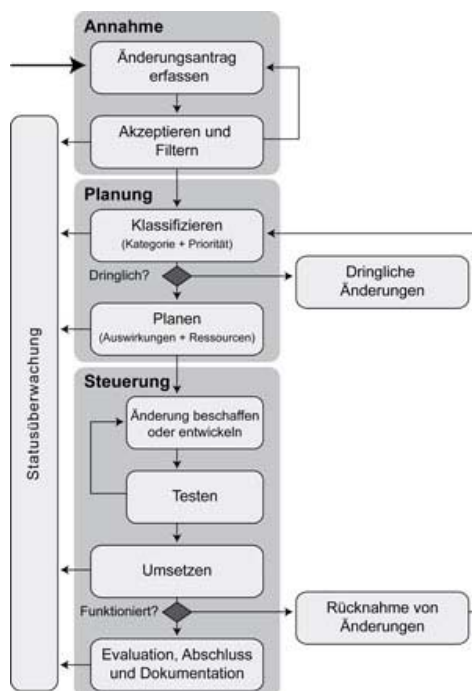 Annahme
Änderungsantrag
erfassen
Akzeptieren und
Filtern
Planung
Klassifizieren
(Kategorie + Priorität)
Dringlich?
Dringliche
Änderungen
Planen
(Auswirkungen + Ressourcen)
Statusüberwachung
Steuerung
Änderung beschaffen
oder entwickeln
Testen
Umsetzen
Funktioniert?
Rücknahme von
Änderungen
Evaluation, Abschluss
und Dokumentation